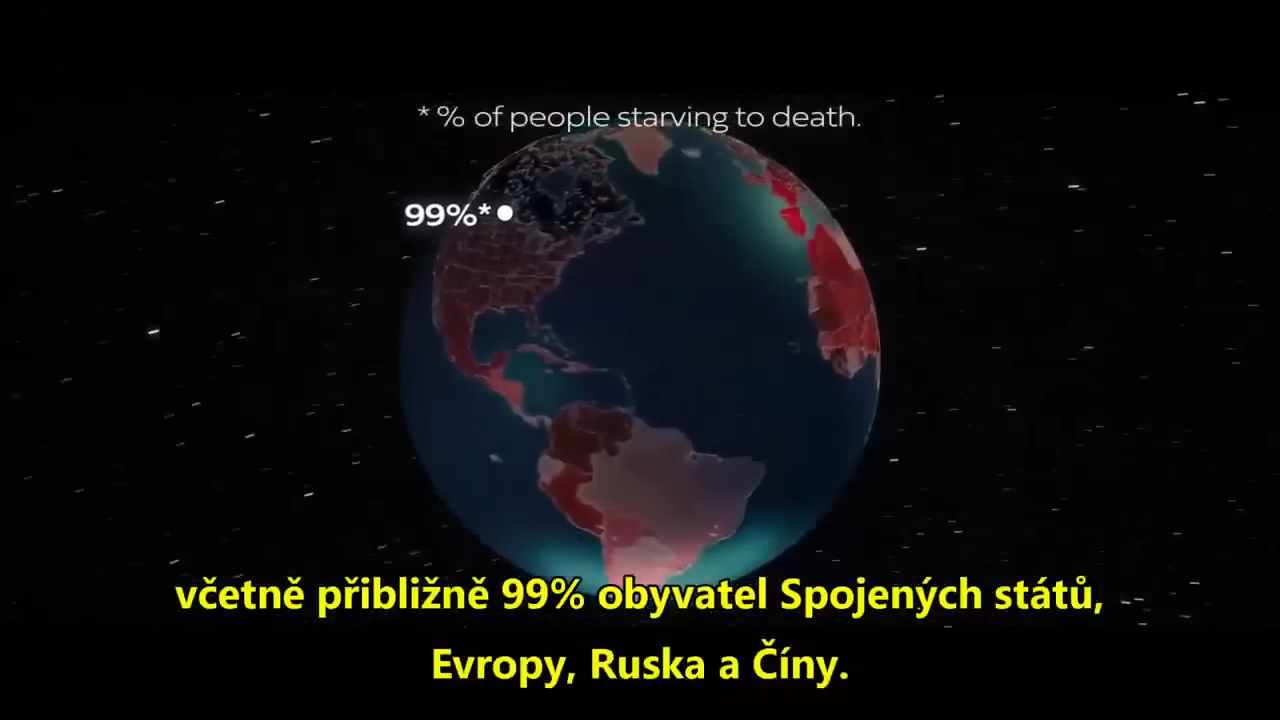 * % of people starving to death.
99%*
včetně přibližně 99% obyvatel Spojených států,
Evropy, Ruska a Číny.